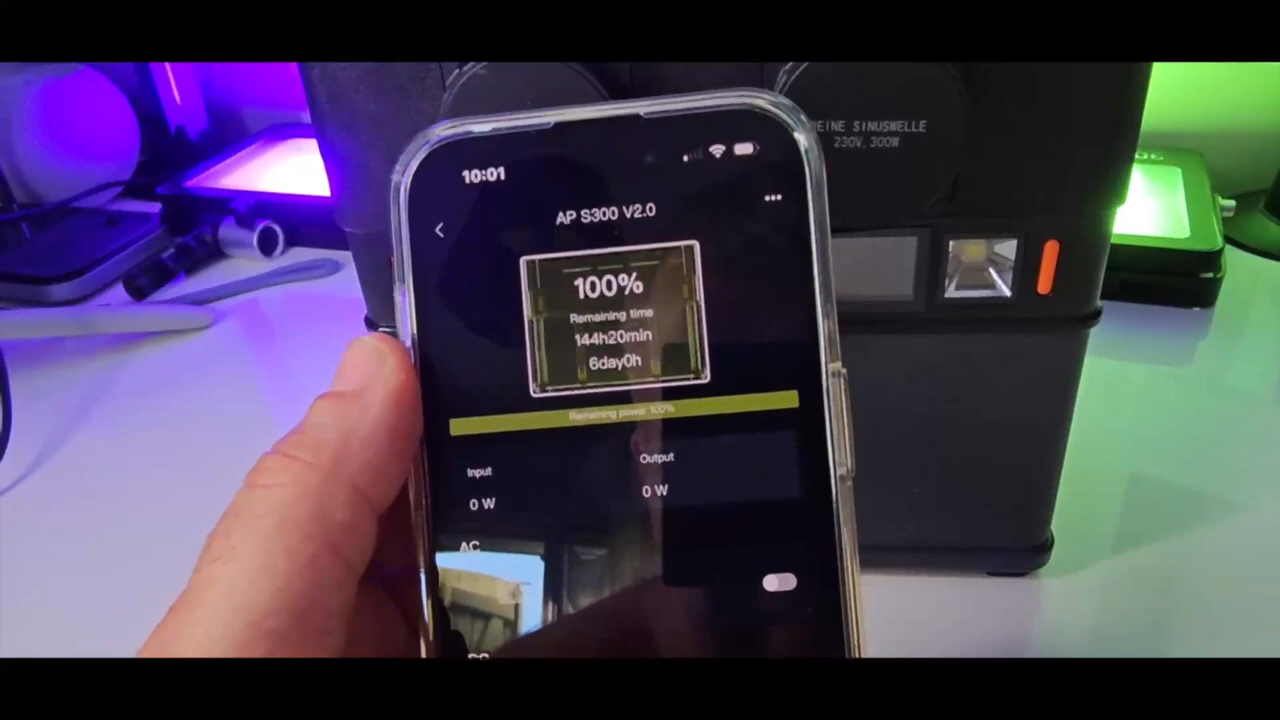 EINE SINUSWELLE
230V, 300W
10:01
AP S300 V2.0
100%
Remaining time
144h20min
6day0h
Remaining power 100%
Input
Output
0 W
0 W
AC